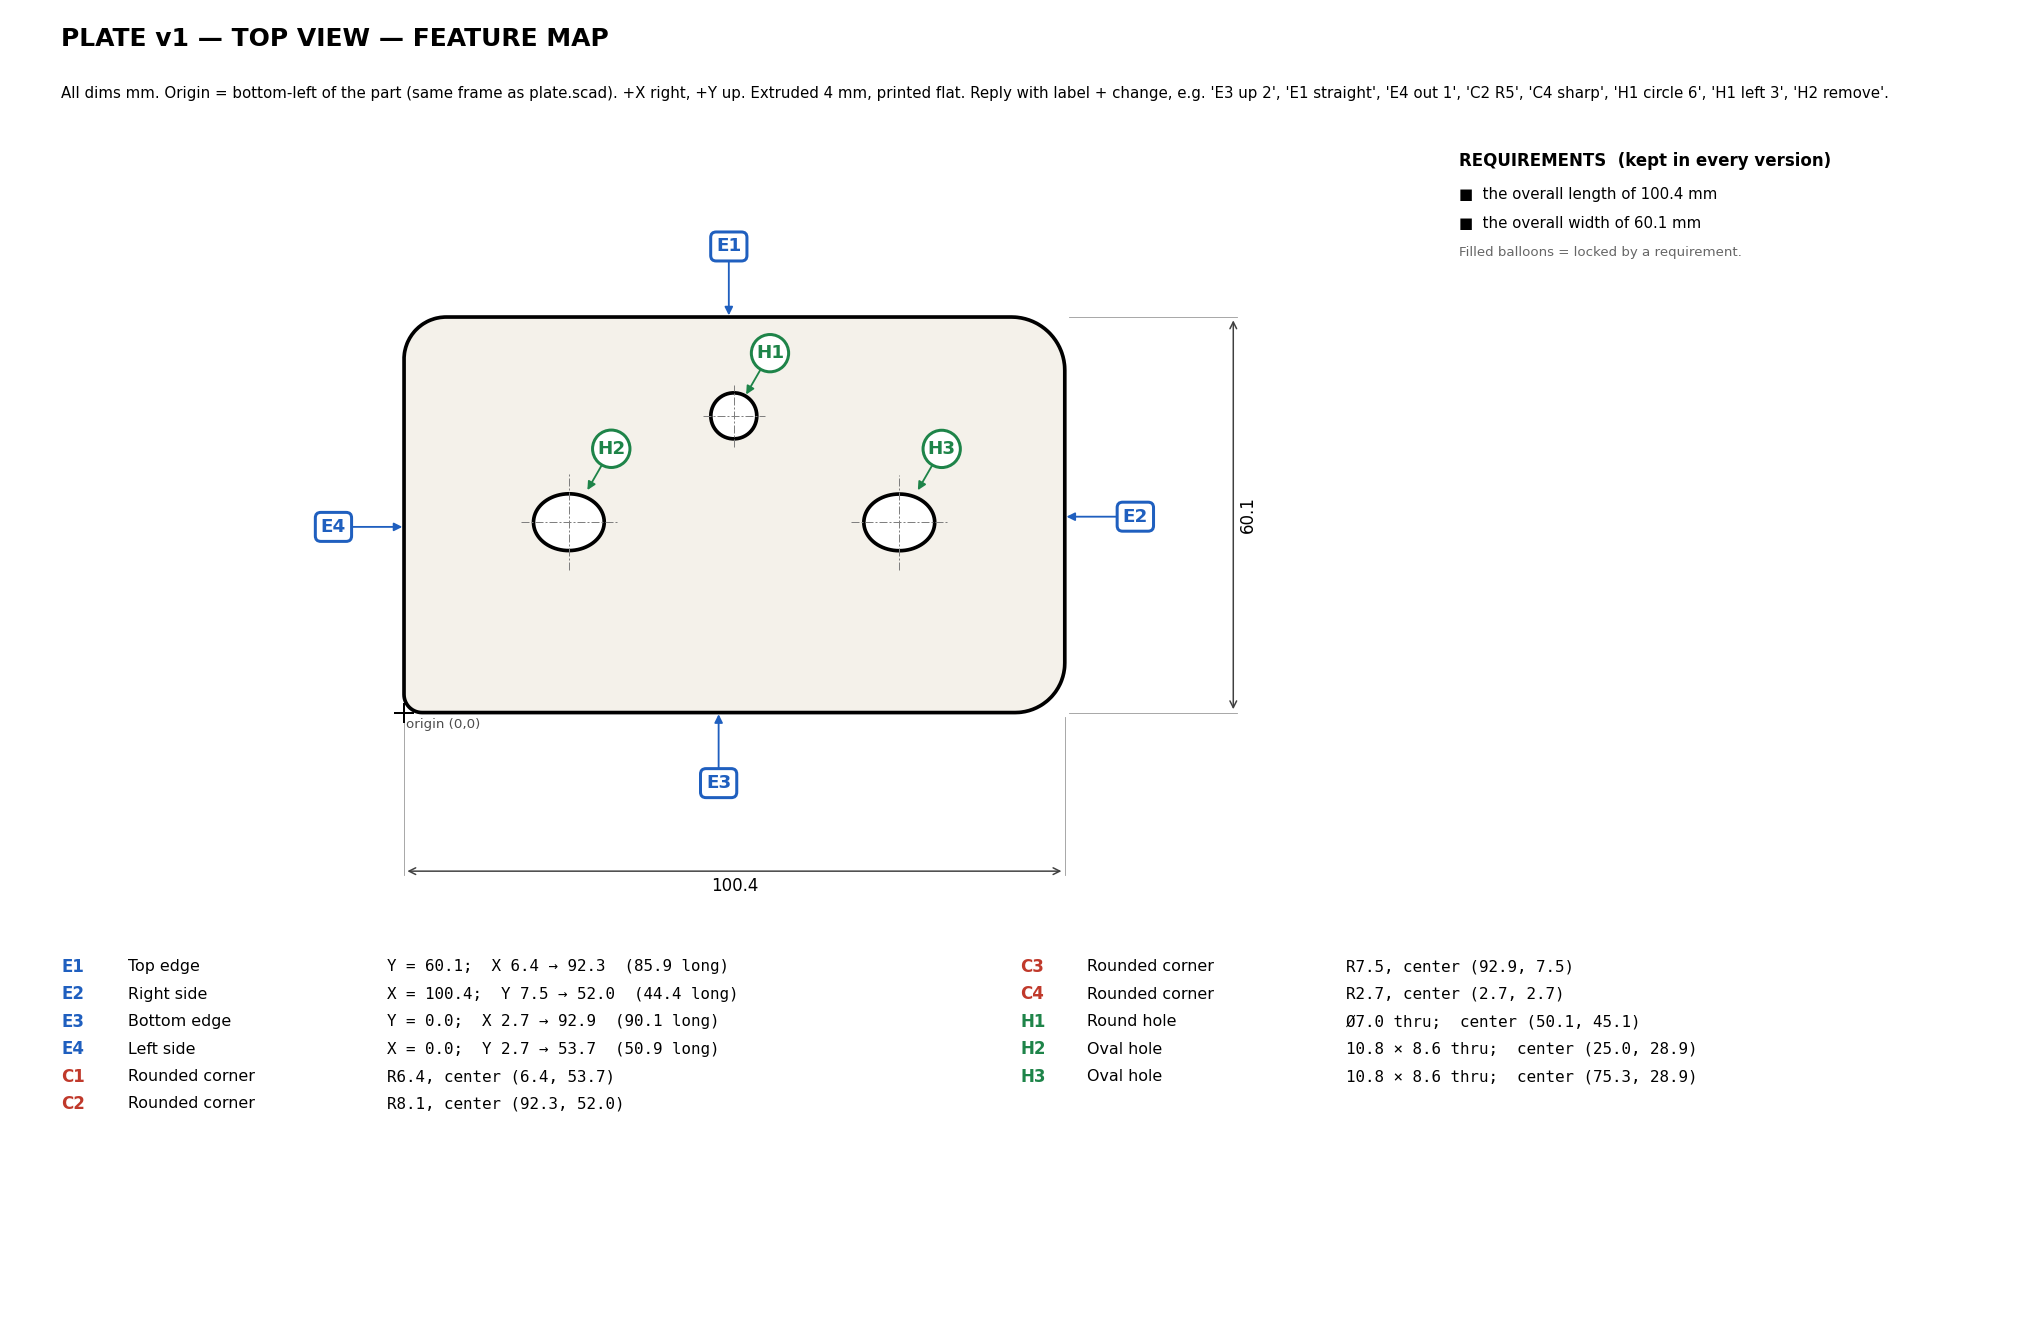 PLATE v1 — TOP VIEW — FEATURE MAP
All dims mm. Origin = bottom-left of the part (same frame as plate.scad). +X right, +Y up. Extruded 4 mm, printed flat. Reply with label + change, e.g. 'E3 up 2', 'E1 straight', 'E4 out 1', 'C2 R5', 'C4 sharp', 'H1 circle 6', 'H1 left 3', 'H2 remove'.
REQUIREMENTS (kept in every version)
■ the overall length of 100.4 mm
■ the overall width of 60.1 mm
Filled balloons = locked by a requirement.
E1
H1
H2
H3
E4
E2
60.1
origin (0,0)
E3
100.4
E1 Top edge Y = 60.1; X 6.4 → 92.3 (85.9 long)
E2 Right side X = 100.4; Y 7.5 → 52.0 (44.4 long)
E3 Bottom edge Y = 0.0; X 2.7 → 92.9 (90.1 long)
E4 Left side X = 0.0; Y 2.7 → 53.7 (50.9 long)
C1 Rounded corner R6.4, center (6.4, 53.7)
C2 Rounded corner R8.1, center (92.3, 52.0)
C3 Rounded corner R7.5, center (92.9, 7.5)
C4 Rounded corner R2.7, center (2.7, 2.7)
H1 Round hole Ø7.0 thru; center (50.1, 45.1)
H2 Oval hole 10.8 × 8.6 thru; center (25.0, 28.9)
H3 Oval hole 10.8 × 8.6 thru; center (75.3, 28.9)